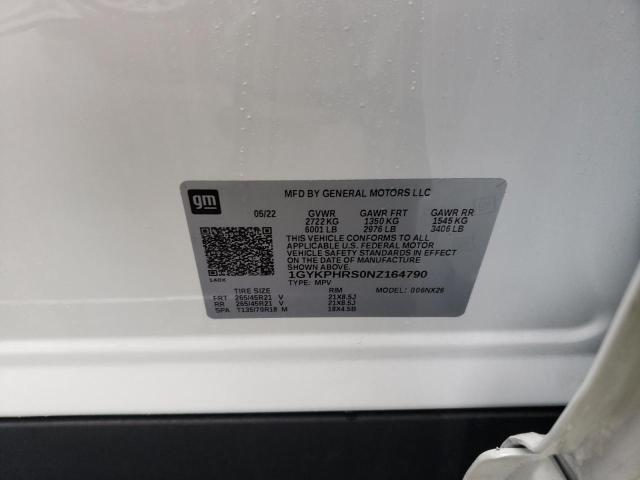 gm
MFD BY GENERAL MOTORS LLC
05/22 GVWR GAWR FRT GAWR RR
2722 KG 1350 KG 1545 KG
6001 LB 2976 LB 3406 LB
THIS VEHICLE CONFORMS TO ALL
APPLICABLE U.S. FEDERAL MOTOR
VEHICLE SAFETY STANDARDS IN EFFECT
ON THE DATE OF MANUFACTURE SHOWN ABOVE.
1GYKPHRS0NZ164790
TYPE: MPV MODEL: 006NX26
TIRE SIZE RIM
FRT 265/45R21 V 21X8.5J
RR 265/45R21 V 21X8.5J
SPA T135/70R18 M 18X4.5B